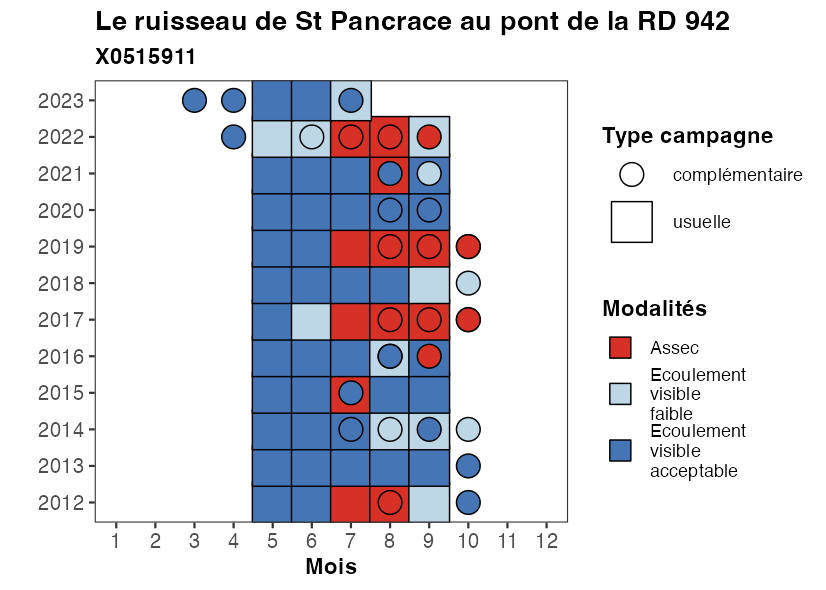 Le ruisseau de St Pancrace au pont de la RD 942
X0515911
2023
2022
2021
2020
2019
2018
2017
2016
2015
2014
2013
2012
1 2 3 4 5 6 7 8 9 10 11 12
Mois
Type campagne
complémentaire
usuelle
Modalités
Assec
Ecoulement
visible
faible
Ecoulement
visible
acceptable